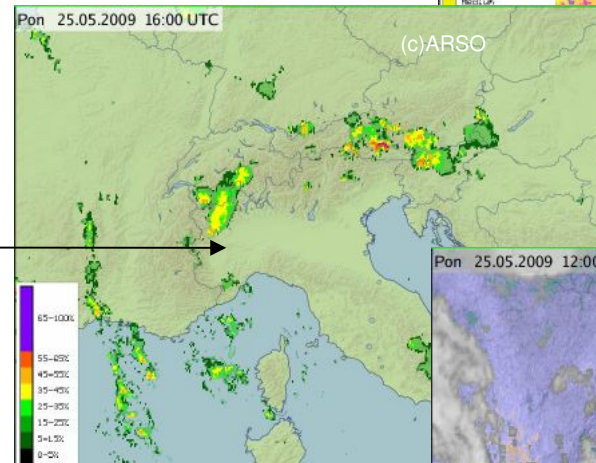 Medium
Pon 25.05.2009 16:00 UTC
(c)ARSO
Pon 25.05.2009 12:00
65-100%
55-65%
45-55%
35-45%
25-35%
15-25%
5-15%
0-5%